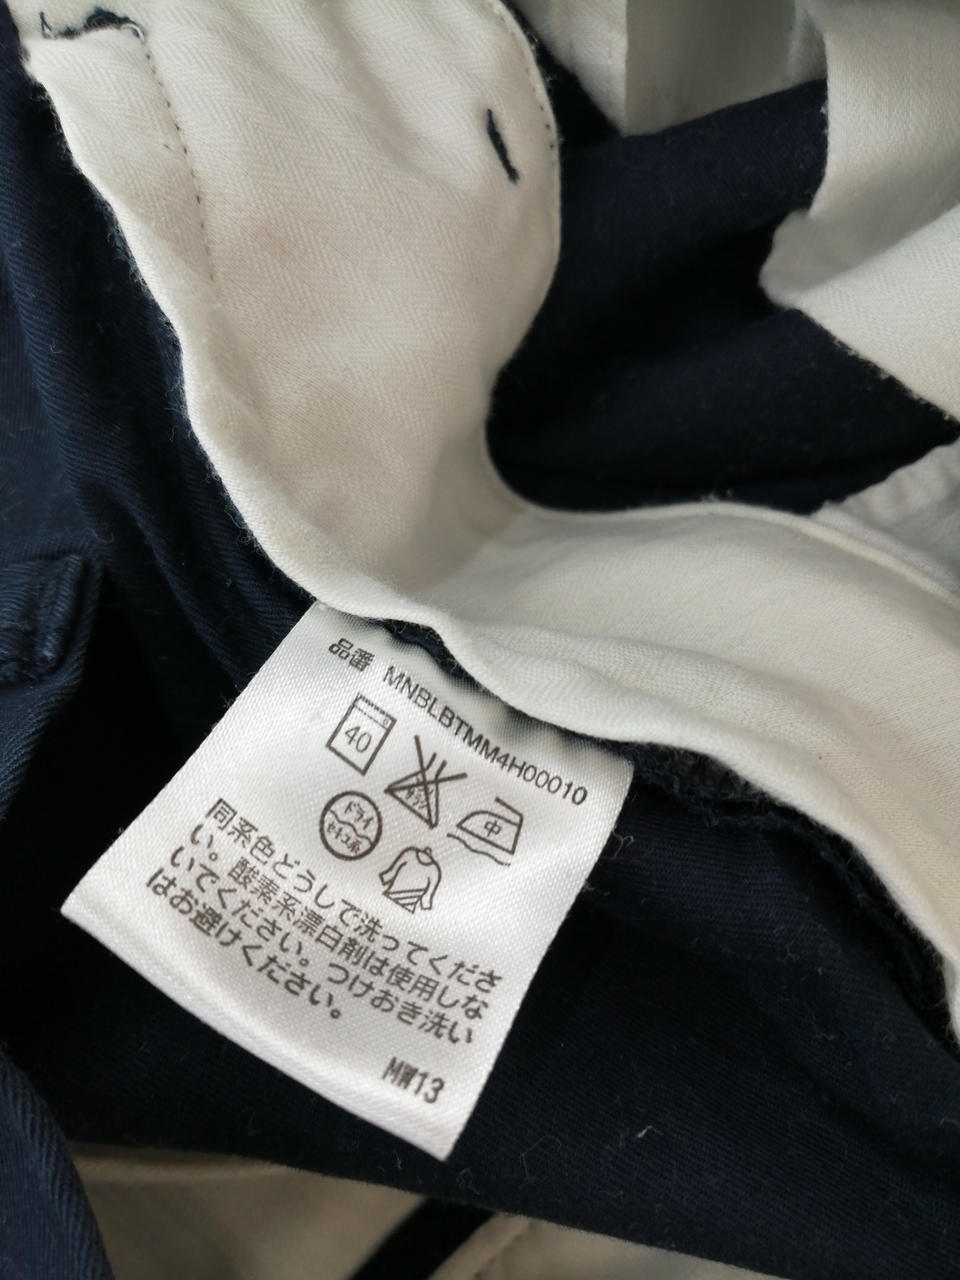 品番 MNBLBTMM4H00010
40
中
ドライ
セキユ系
同系色どうしで洗ってくださ
い。酸素系漂白剤は使用しな
いでください。つけおき洗い
はお避けください。
MW13